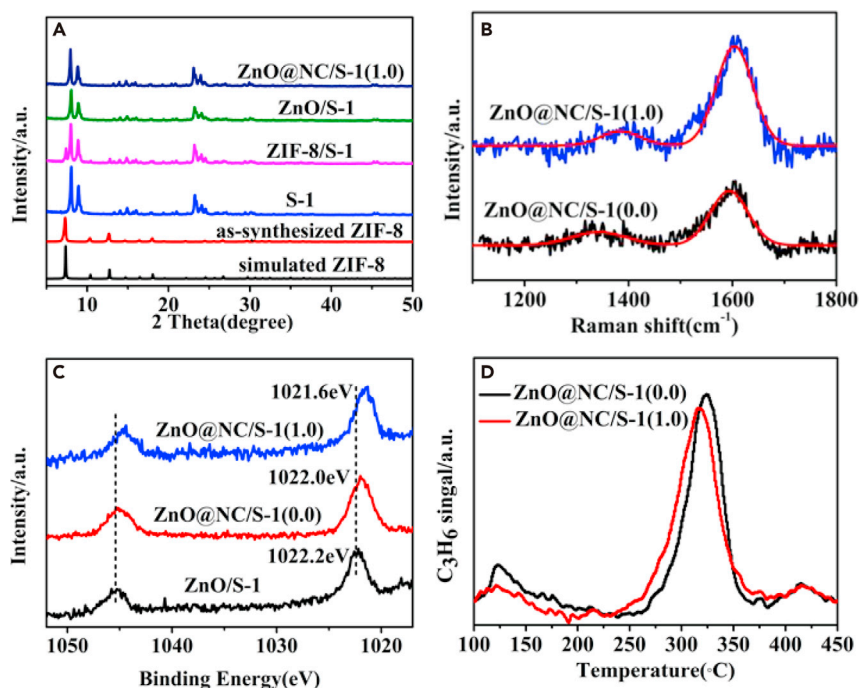 A
ZnO@NC/S-1(1.0)
ZnO/S-1
ZIF-8/S-1
S-1
as-synthesized ZIF-8
simulated ZIF-8
Intensity/a.u.
10 20 30 40 50
2 Theta(degree)
B
ZnO@NC/S-1(1.0)
ZnO@NC/S-1(0.0)
Intensity/a.u.
1200 1400 1600 1800
Raman shift(cm⁻¹)
C
1021.6eV
ZnO@NC/S-1(1.0)
1022.0eV
ZnO@NC/S-1(0.0)
1022.2eV
ZnO/S-1
Intensity/a.u.
1050 1040 1030 1020
Binding Energy(eV)
D
ZnO@NC/S-1(0.0)
ZnO@NC/S-1(1.0)
C₃H₆ singal/a.u.
100 150 200 250 300 350 400 450
Temperature(◦C)